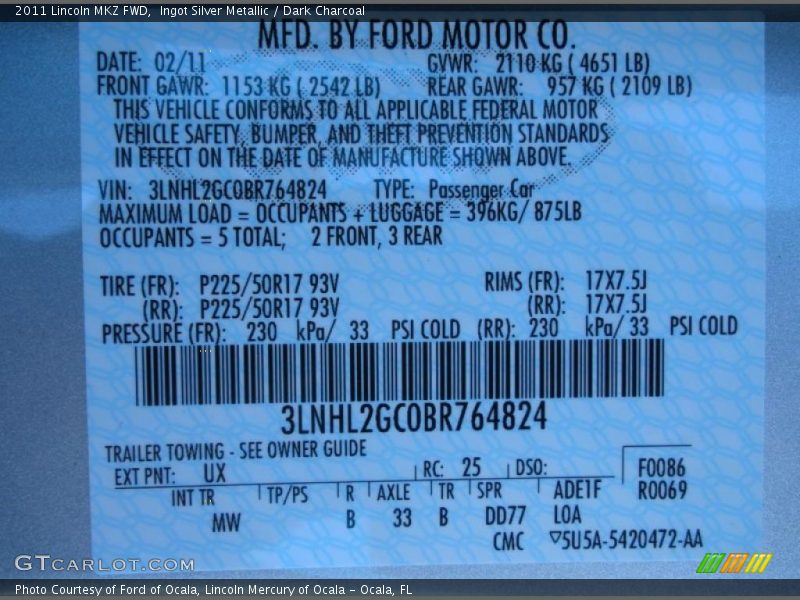 2011 Lincoln MKZ FWD, Ingot Silver Metallic / Dark Charcoal
MFD. BY FORD MOTOR CO.
DATE: 02/11 GVWR: 2110 KG ( 4651 LB)
FRONT GAWR: 1153 KG ( 2542 LB) REAR GAWR: 957 KG ( 2109 LB)
THIS VEHICLE CONFORMS TO ALL APPLICABLE FEDERAL MOTOR
VEHICLE SAFETY, BUMPER, AND THEFT PREVENTION STANDARDS
IN EFFECT ON THE DATE OF MANUFACTURE SHOWN ABOVE.
VIN: 3LNHL2GC0BR764824 TYPE: Passenger Car
MAXIMUM LOAD = OCCUPANTS + LUGGAGE = 396KG/ 875LB
OCCUPANTS = 5 TOTAL; 2 FRONT, 3 REAR
TIRE (FR): P225/50R17 93V RIMS (FR): 17X7.5J
(RR): P225/50R17 93V (RR): 17X7.5J
PRESSURE (FR): 230 kPa/ 33 PSI COLD (RR): 230 kPa/ 33 PSI COLD
3LNHL2GC0BR764824
TRAILER TOWING - SEE OWNER GUIDE
EXT PNT: UX RC: 25 DSO: F0086
INT TR TP/PS R AXLE TR SPR ADE1F R0069
MW B 33 B DD77 LOA
CMC ▽5U5A-5420472-AA
GTCARLOT.COM
Photo Courtesy of Ford of Ocala, Lincoln Mercury of Ocala - Ocala, FL